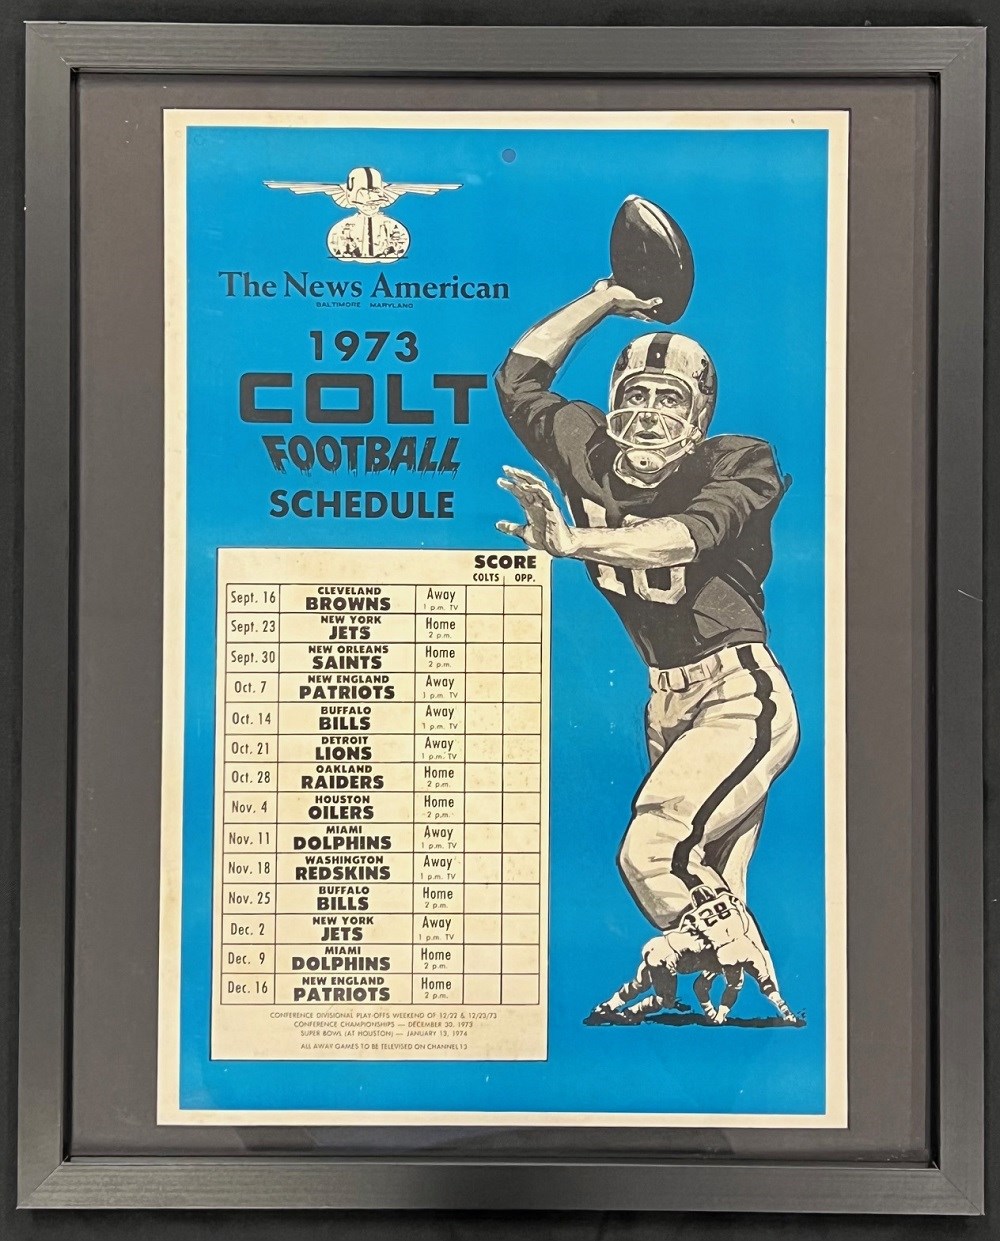 The News American
BALTIMORE MARYLAND
1973
COLT
FOOTBALL
SCHEDULE
SCORE
COLTS OPP.
Sept. 16 CLEVELAND BROWNS Away 1 p.m. TV
Sept. 23 NEW YORK JETS Home 2 p.m.
Sept. 30 NEW ORLEANS SAINTS Home 2 p.m.
Oct. 7 NEW ENGLAND PATRIOTS Away 1 p.m. TV
Oct. 14 BUFFALO BILLS Away 1 p.m. TV
Oct. 21 DETROIT LIONS Away 1 p.m. TV
Oct. 28 OAKLAND RAIDERS Home 2 p.m.
Nov. 4 HOUSTON OILERS Home 2 p.m.
Nov. 11 MIAMI DOLPHINS Away 1 p.m. TV
Nov. 18 WASHINGTON REDSKINS Away 1 p.m. TV
Nov. 25 BUFFALO BILLS Home 2 p.m.
Dec. 2 NEW YORK JETS Away 1 p.m. TV
Dec. 9 MIAMI DOLPHINS Home 2 p.m.
Dec. 16 NEW ENGLAND PATRIOTS Home 2 p.m.
CONFERENCE DIVISIONAL PLAY-OFFS WEEKEND OF 12/22 & 12/23/73
CONFERENCE CHAMPIONSHIPS — DECEMBER 30, 1973
SUPER BOWL (AT HOUSTON) — JANUARY 13, 1974
ALL AWAY GAMES TO BE TELEVISED ON CHANNEL 13
28